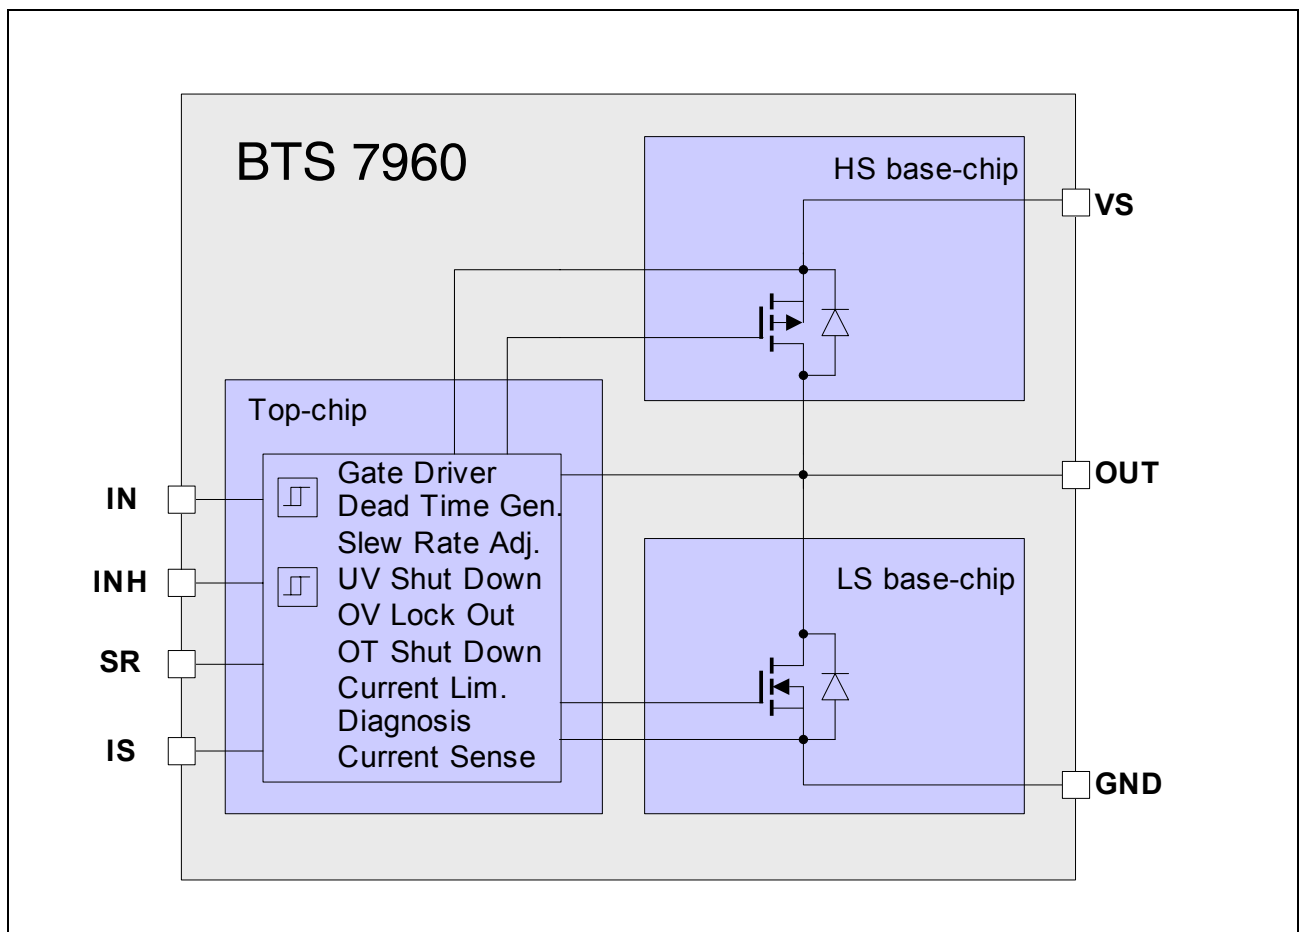 BTS 7960
HS base-chip
VS
Top-chip
Gate Driver
Dead Time Gen.
Slew Rate Adj.
UV Shut Down
OV Lock Out
OT Shut Down
Current Lim.
Diagnosis
Current Sense
IN
INH
SR
IS
OUT
LS base-chip
GND